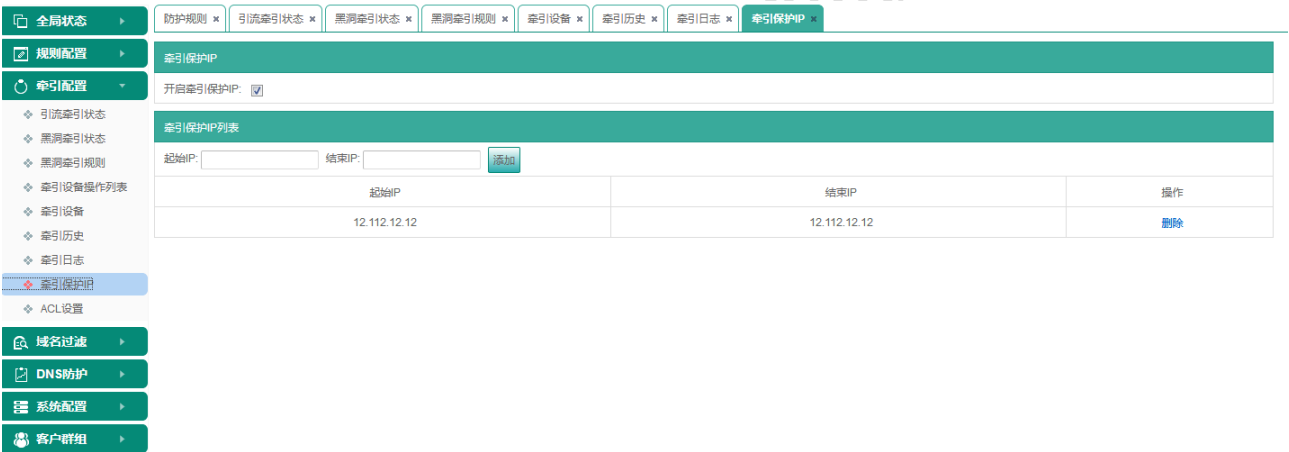 全局状态
规则配置
牵引配置
引流牵引状态
黑洞牵引状态
黑洞牵引规则
牵引设备操作列表
牵引设备
牵引历史
牵引日志
牵引保护IP
ACL设置
域名过滤
DNS防护
系统配置
客户群组
防护规则 × 引流牵引状态 × 黑洞牵引状态 × 黑洞牵引规则 × 牵引设备 × 牵引历史 × 牵引日志 × 牵引保护IP ×
牵引保护IP
开启牵引保护IP:
牵引保护IP列表
起始IP: 结束IP: 添加
起始IP 结束IP 操作
12.112.12.12 12.112.12.12 删除